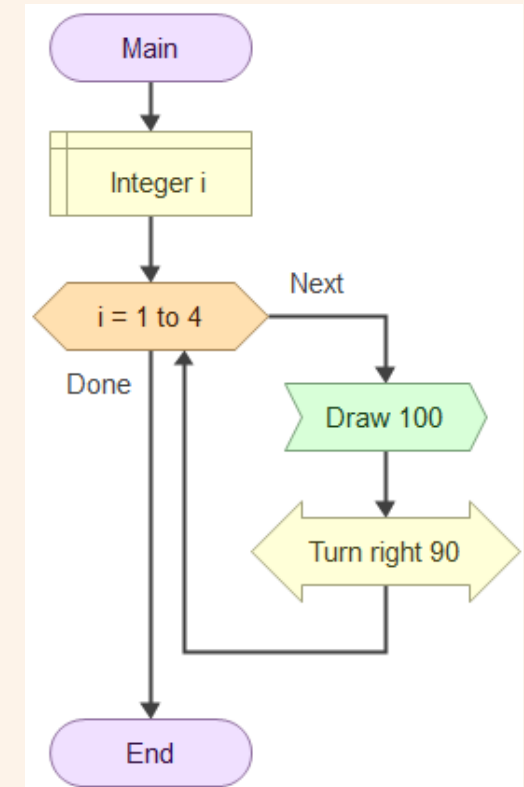 Main
Integer i
i = 1 to 4
Next
Done
Draw 100
Turn right 90
End